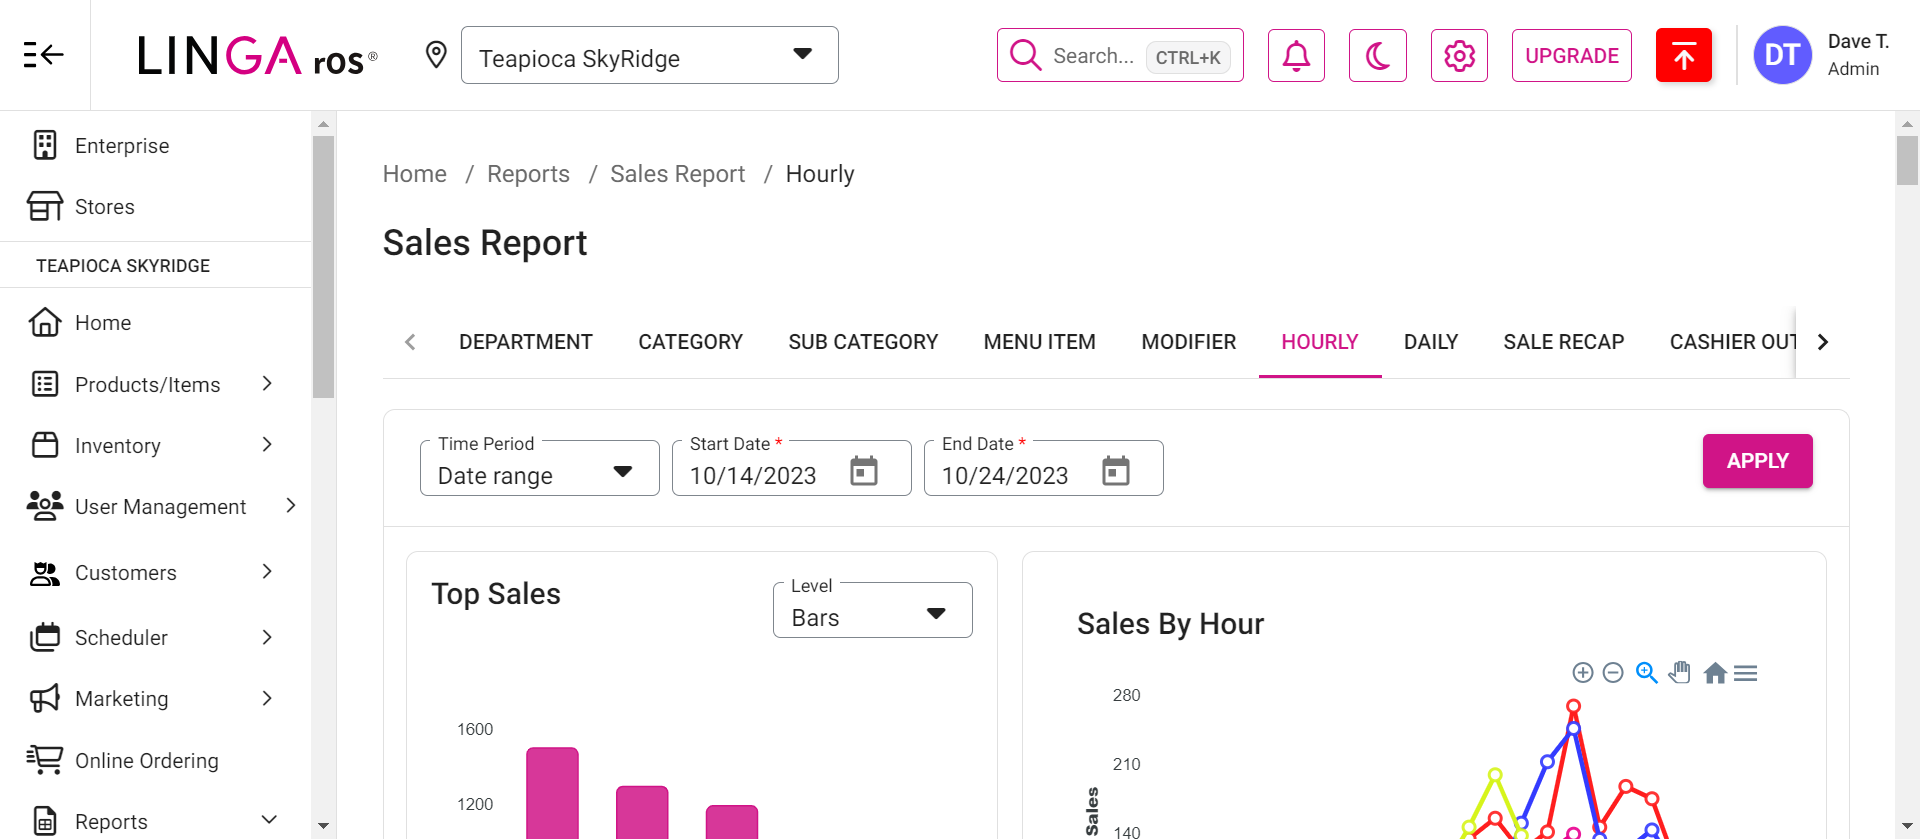 LINGA ros®
Teapioca SkyRidge
Search... CTRL+K
UPGRADE
DT
Dave T.
Admin
Enterprise
Stores
TEAPIOCA SKYRIDGE
Home
Products/Items
Inventory
User Management
Customers
Scheduler
Marketing
Online Ordering
Reports
Home / Reports / Sales Report / Hourly
Sales Report
DEPARTMENT CATEGORY SUB CATEGORY MENU ITEM MODIFIER HOURLY DAILY SALE RECAP CASHIER OUT
Time Period
Date range
Start Date *
10/14/2023
End Date *
10/24/2023
APPLY
Top Sales
Level
Bars
1600
1200
Sales By Hour
280
210
140
Sales